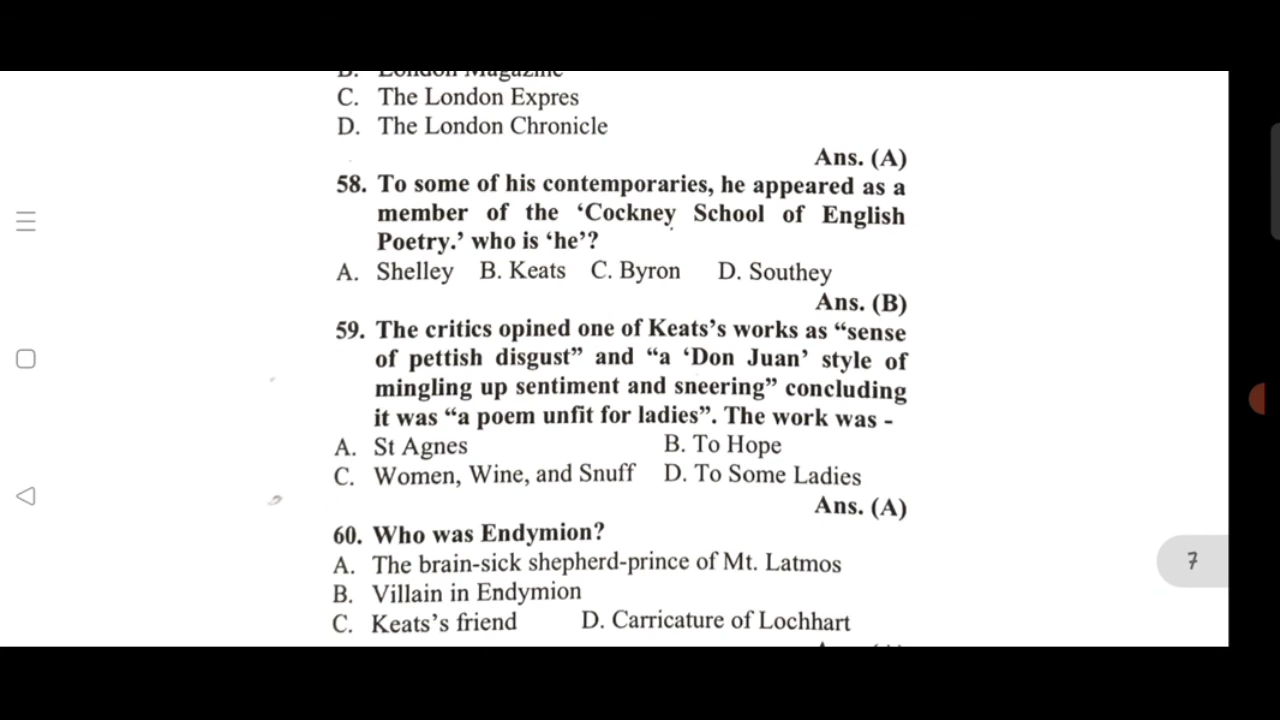 B. London Magazine
C. The London Expres
D. The London Chronicle
Ans. (A)
58. To some of his contemporaries, he appeared as a
member of the ‘Cockney School of English
Poetry.’ who is ‘he’?
A. Shelley B. Keats C. Byron D. Southey
Ans. (B)
59. The critics opined one of Keats’s works as “sense
of pettish disgust” and “a ‘Don Juan’ style of
mingling up sentiment and sneering” concluding
it was “a poem unfit for ladies”. The work was -
A. St Agnes B. To Hope
C. Women, Wine, and Snuff D. To Some Ladies
Ans. (A)
60. Who was Endymion?
A. The brain-sick shepherd-prince of Mt. Latmos
B. Villain in Endymion
C. Keats’s friend D. Carricature of Lochhart
7